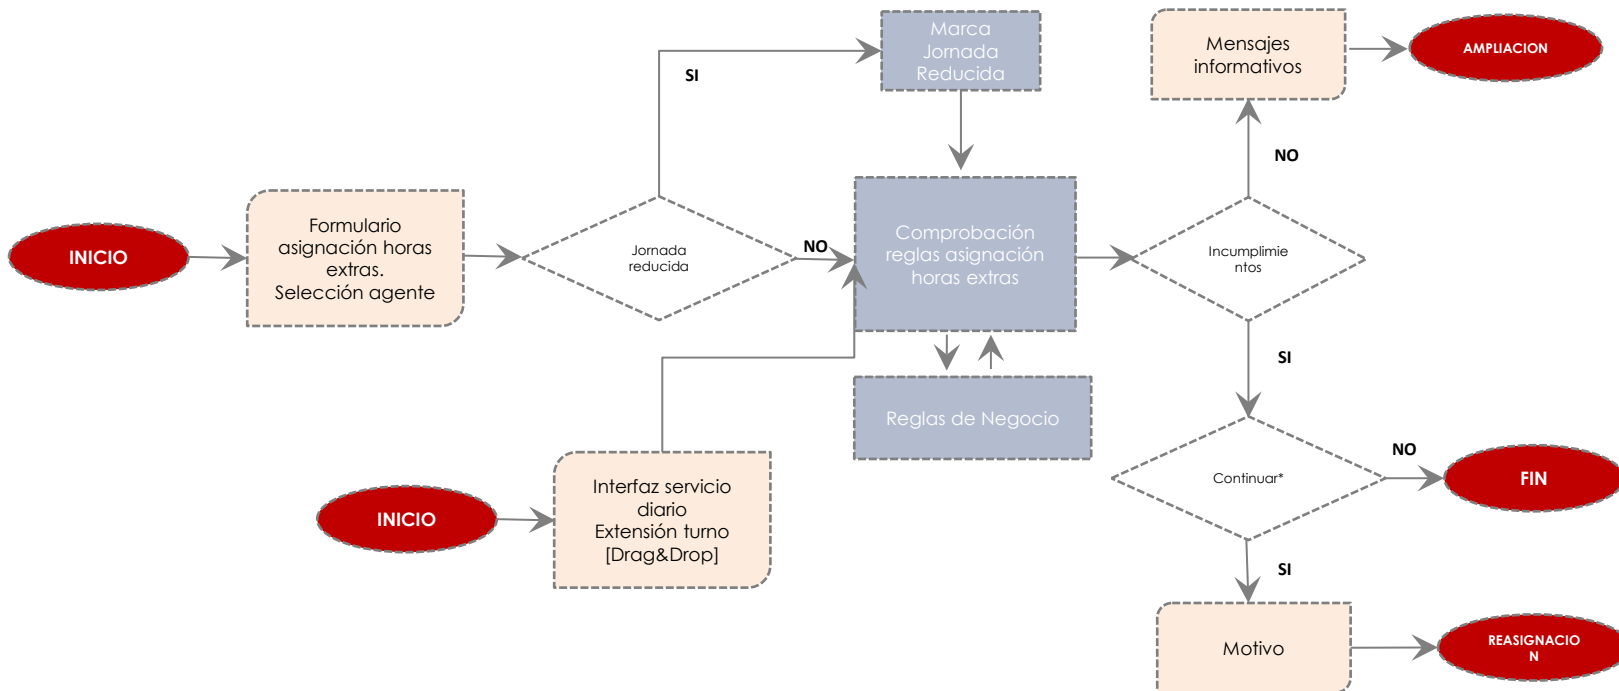 Marca
Jornada
Reducida
Mensajes
informativos
AMPLIACION
SI
NO
INICIO
Formulario
asignación horas
extras.
Selección agente
Jornada
reducida
NO
Comprobación
reglas asignación
horas extras
Incumplimie
ntos
SI
Reglas de Negocio
INICIO
Interfaz servicio
diario
Extensión turno
[Drag&Drop]
Continuar*
NO
FIN
SI
Motivo
REASIGNACIO
N